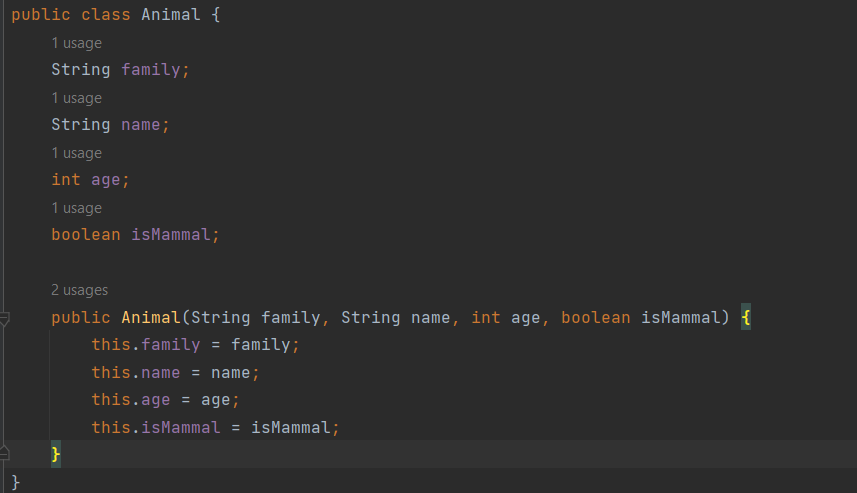 public class Animal {
1 usage
String family;
1 usage
String name;
1 usage
int age;
1 usage
boolean isMammal;
2 usages
public Animal(String family, String name, int age, boolean isMammal) {
this.family = family;
this.name = name;
this.age = age;
this.isMammal = isMammal;
}
}